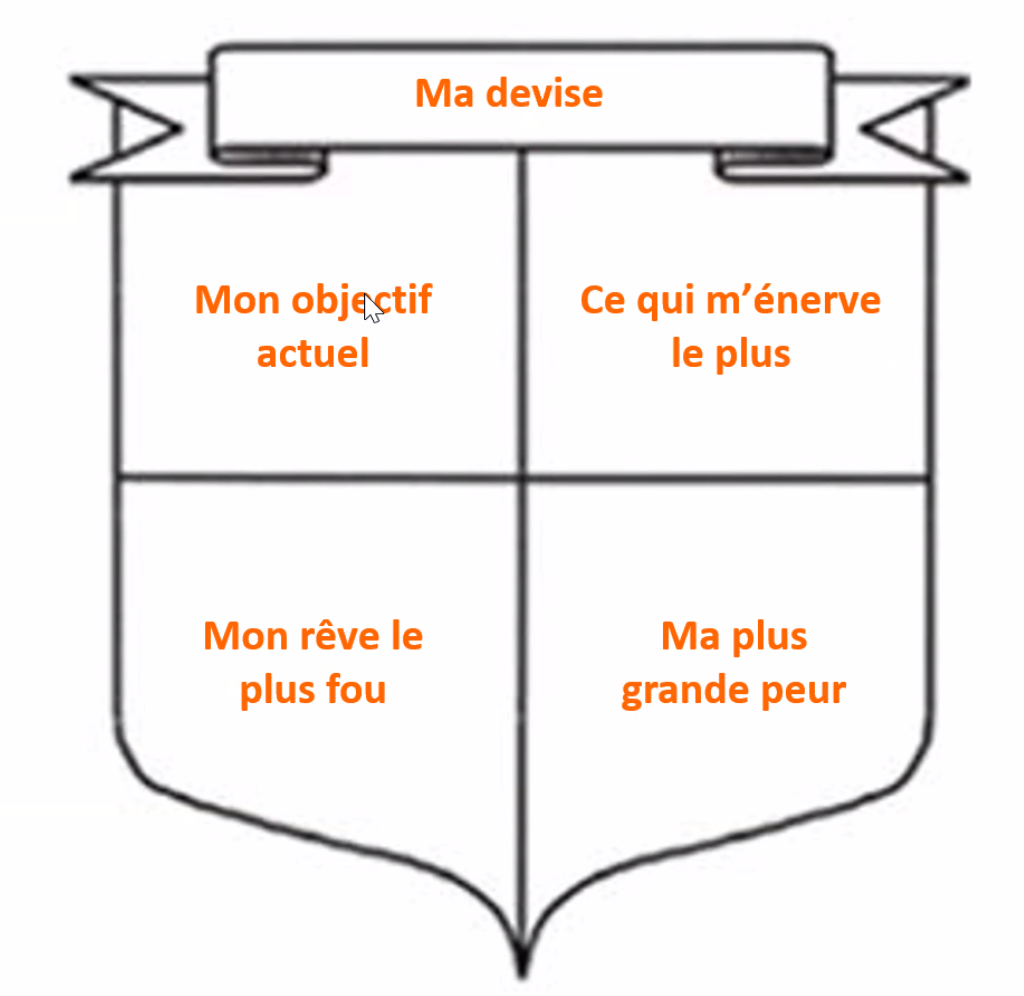 Ma devise
Mon objectif
actuel
Ce qui m’énerve
le plus
Mon rêve le
plus fou
Ma plus
grande peur